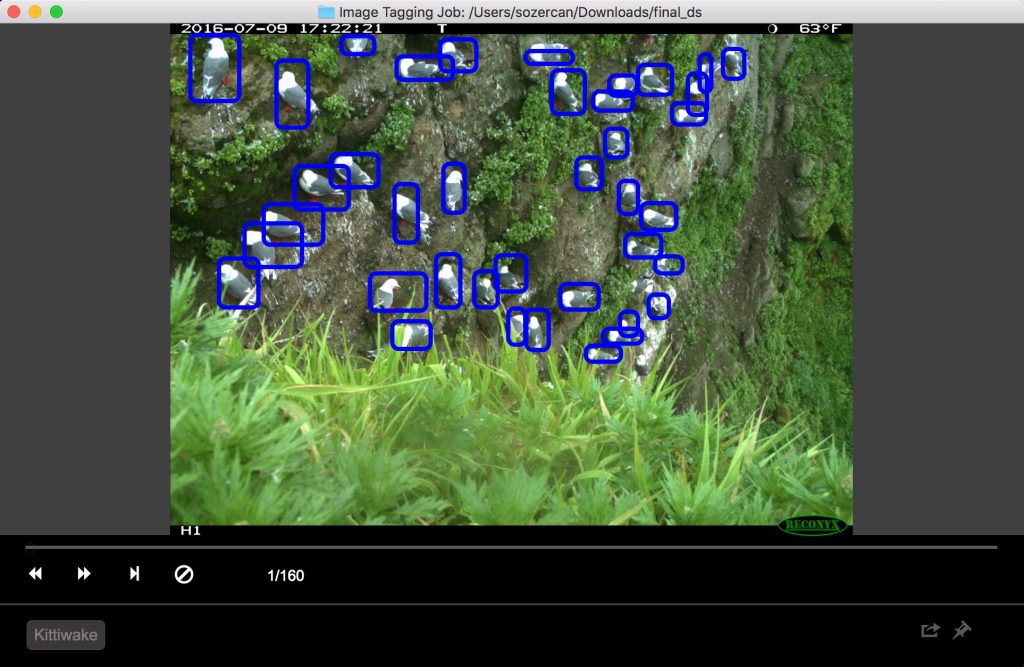 Image Tagging Job: /Users/sozercan/Downloads/final_ds
2016-07-09 17:22:21 T 63°F
H1 RECONYX
1/160
Kittiwake